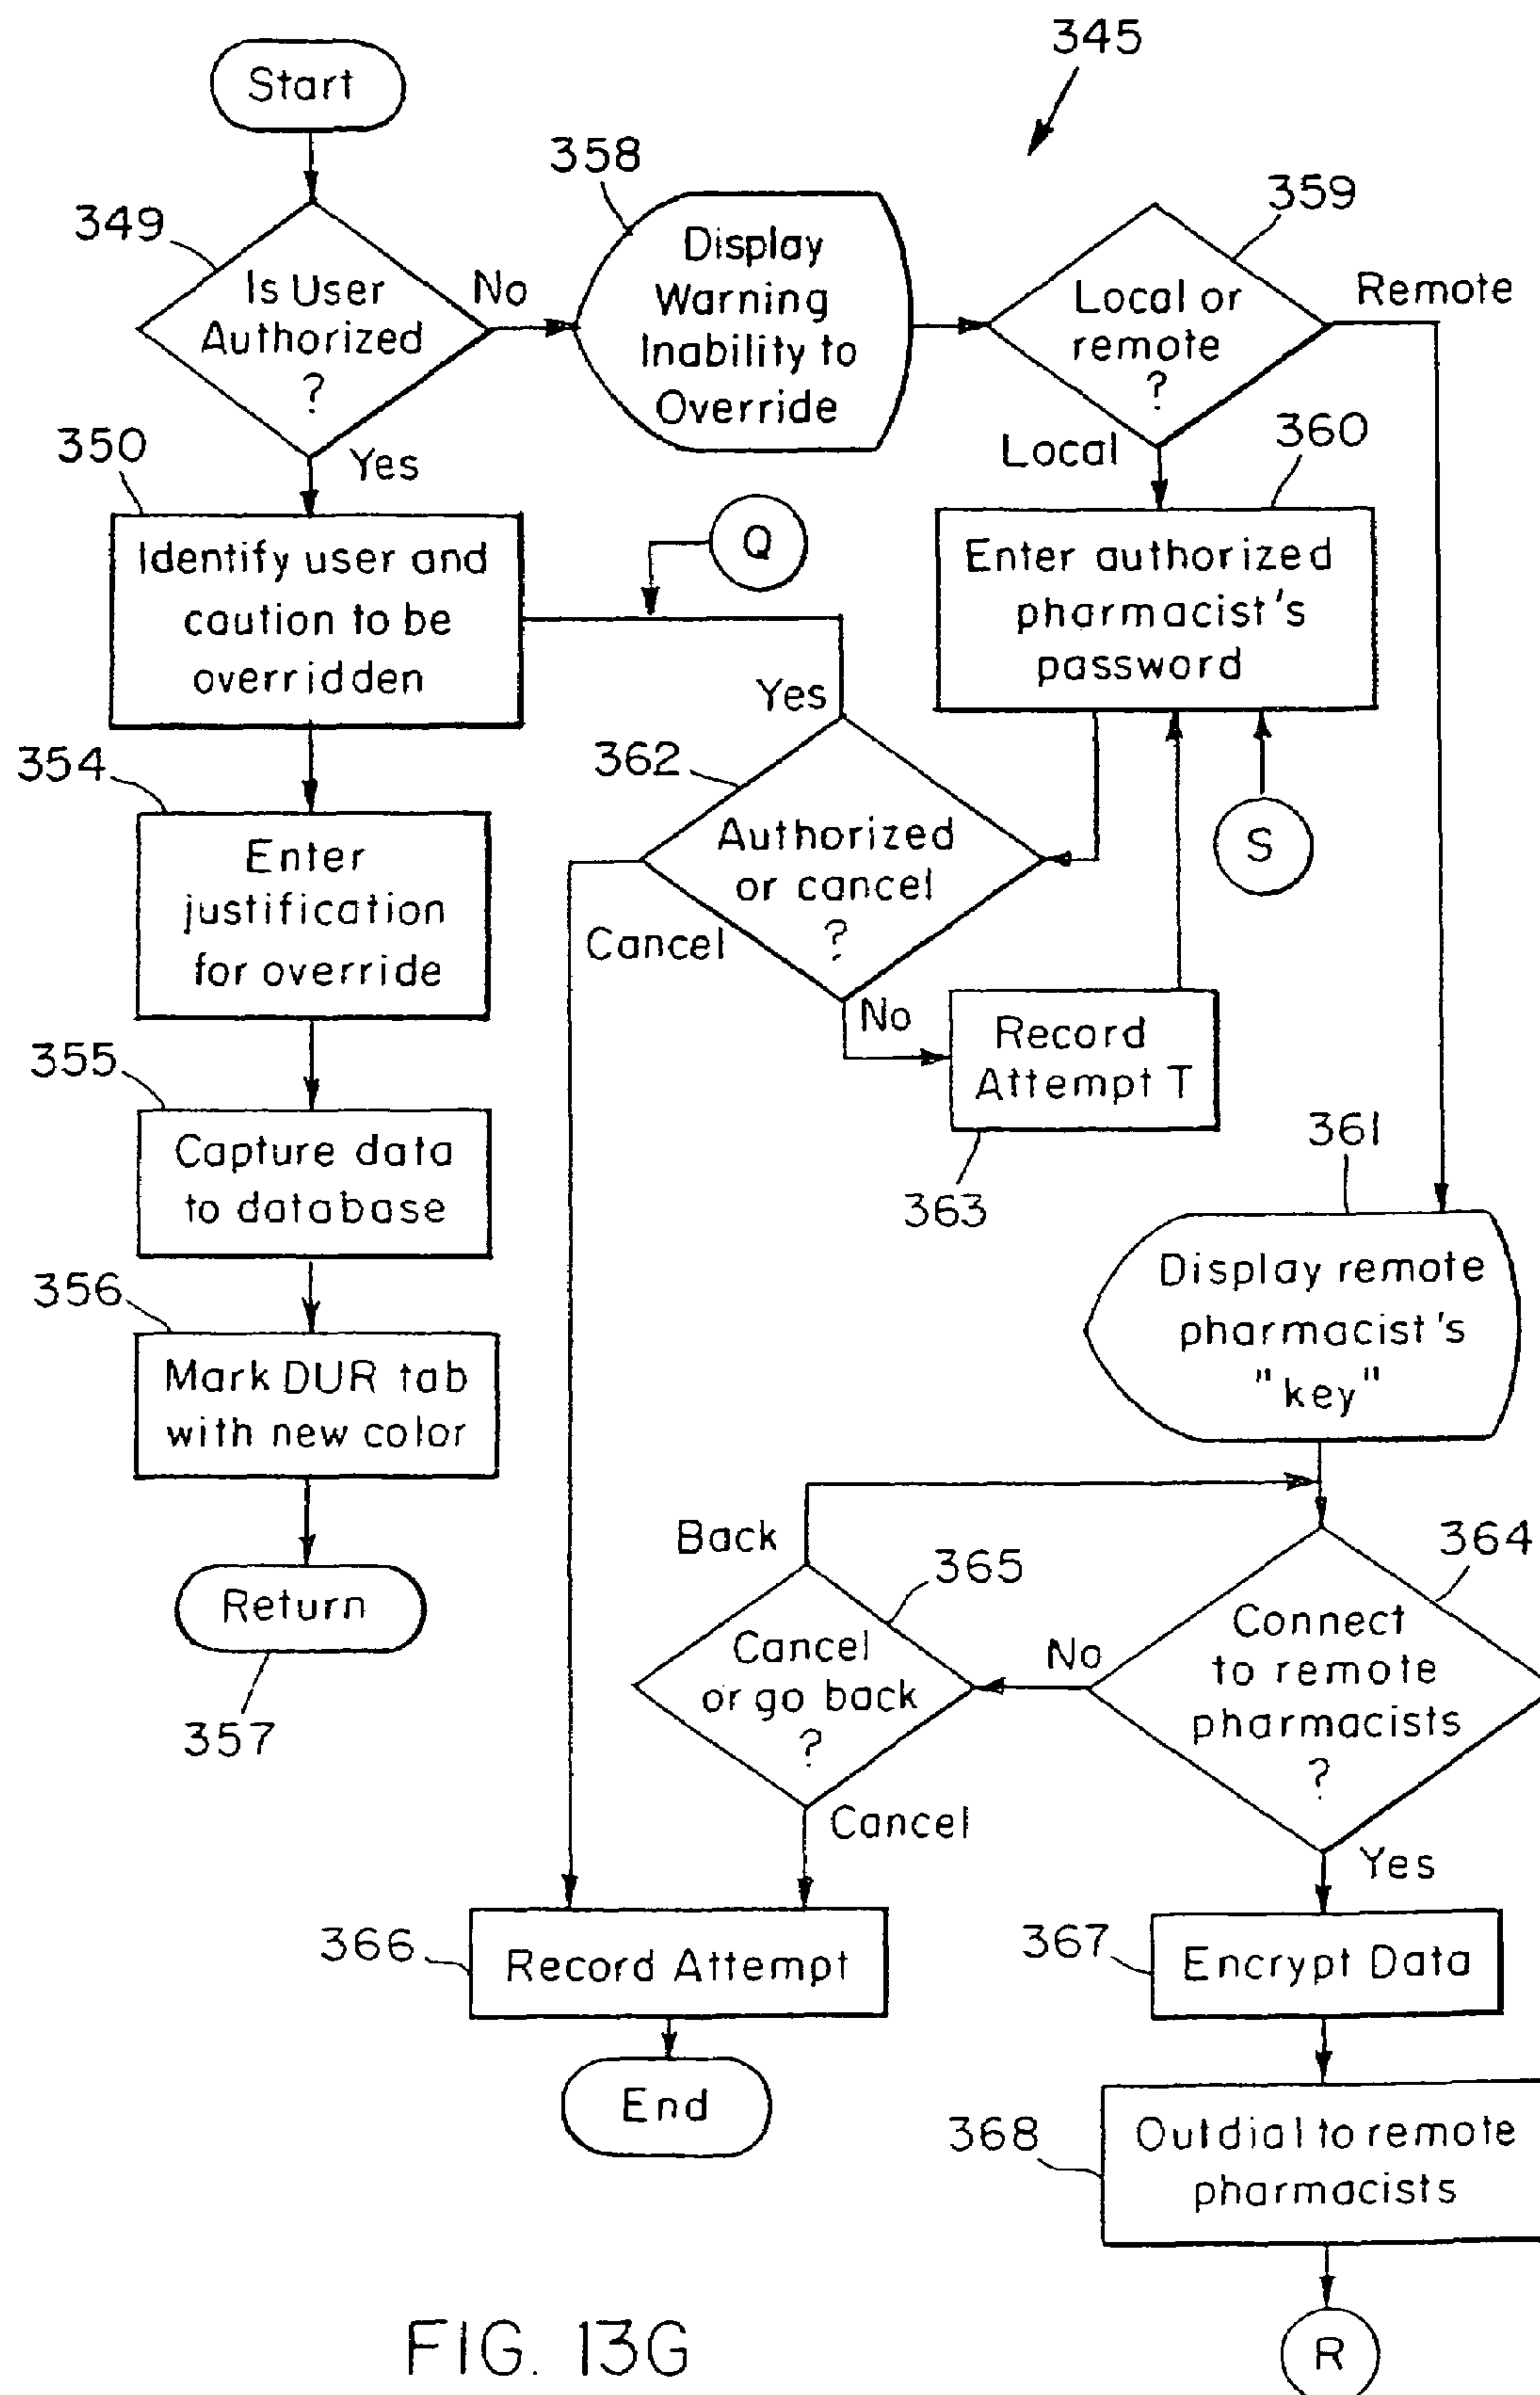 345
Start
358
359
349
Is User
Authorized
?
No
Display
Warning
Inability to
Override
Local or
remote
?
Remote
Local
360
350
Yes
Identify user and
caution to be
overridden
Q
Enter authorized
pharmacist's
password
Yes
354
362
Enter
justification
for override
Authorized
or cancel
?
Cancel
S
No
Record
Attempt T
363
355
Capture data
to database
361
Display remote
pharmacist's
"key"
356
Mark DUR tab
with new color
Back
365
364
Return
357
Cancel
or go back
?
No
Connect
to remote
pharmacists
?
Cancel
Yes
366
Record Attempt
367
Encrypt Data
End
368
Outdial to remote
pharmacists
R
FIG. 13G